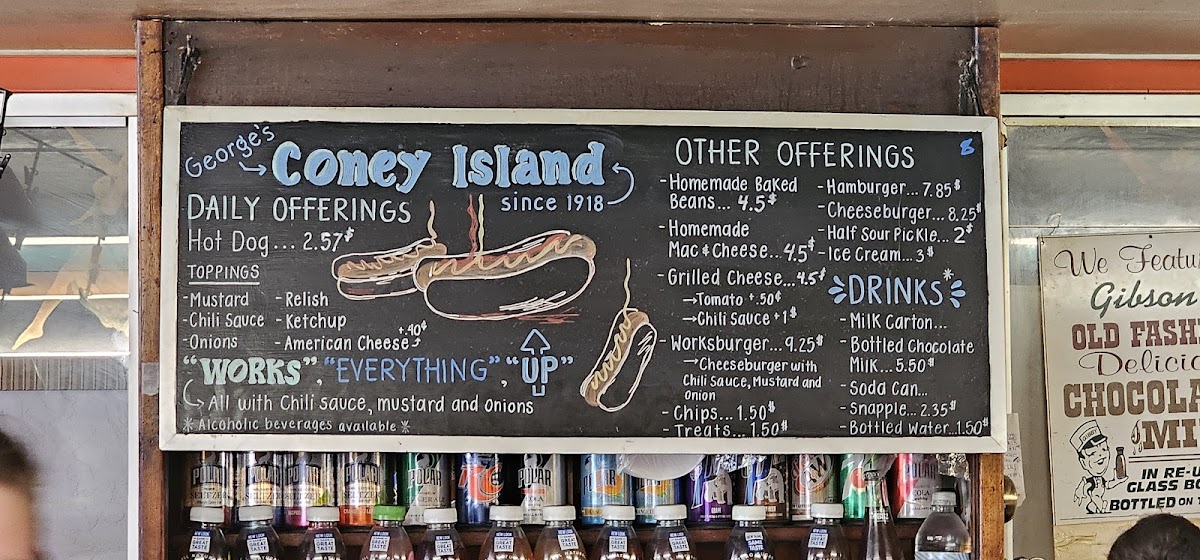 George's
Coney Island
since 1918
DAILY OFFERINGS
Hot Dog... 2.57$
TOPPINGS
-Mustard
-Chili Sauce
-Onions
-Relish
-Ketchup
-American Cheese +.40¢
"WORKS", "EVERYTHING", "UP"
All with Chili sauce, mustard and onions
*Alcoholic beverages available*
OTHER OFFERINGS
8
-Homemade Baked
Beans... 4.5$
-Homemade
Mac & Cheese... 4.5$
-Grilled Cheese...4.5$
→Tomato +.50¢
→Chili Sauce +1$
-Worksburger...9.25$
→Cheeseburger with
Chili Sauce, Mustard and
Onion
-Chips... 1.50$
-Treats... 1.50$
-Hamburger... 7.85$
-Cheeseburger... 8.25$
-Half Sour Pickle... 2$
-Ice Cream...3$
DRINKS*
-Milk Carton...
-Bottled Chocolate
Milk...5.50$
-Soda Can...
-Snapple...2.35$
-Bottled Water...1.50$
We Featu
Gibson
OLD FASH
Delicio
CHOCOLA
MI
IN RE-U
GLASS BO
BOTTLED ON
POLAR
SELTZER
POLAR
RC
POLAR
A&W
GREAT
TASTE